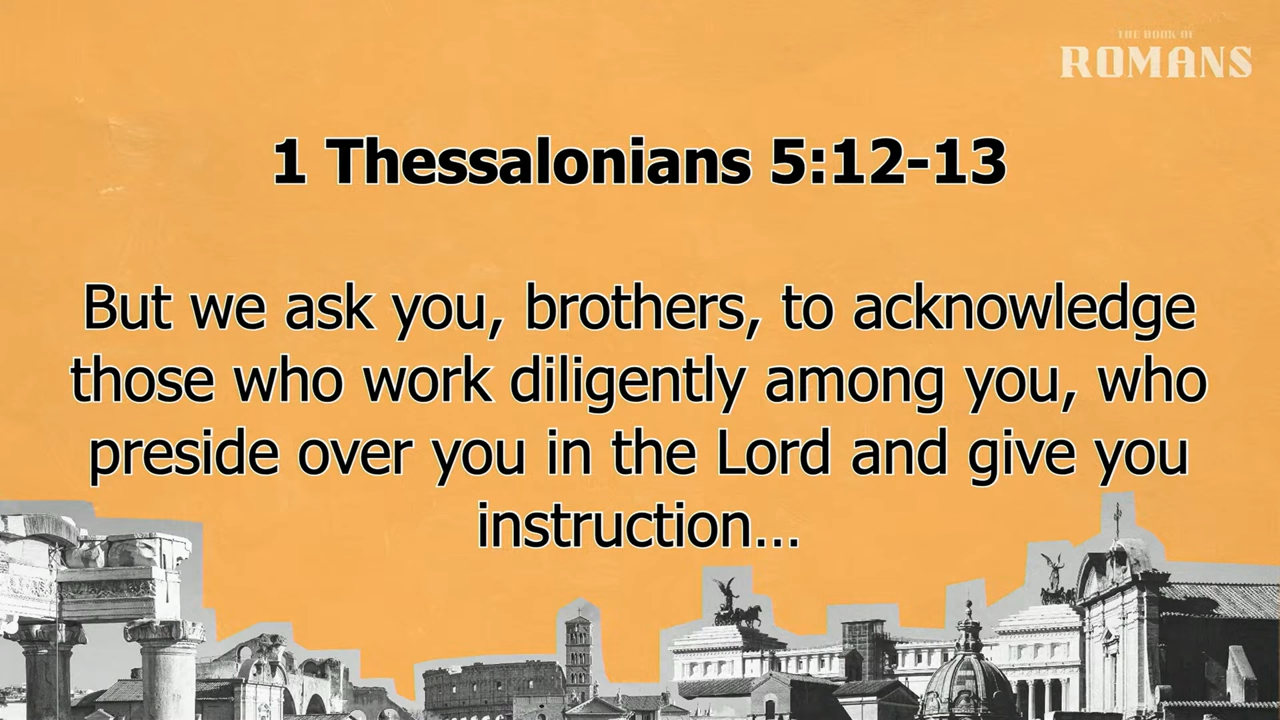 THE BOOK OF
ROMANS
1 Thessalonians 5:12-13
But we ask you, brothers, to acknowledge
those who work diligently among you, who
preside over you in the Lord and give you
instruction...